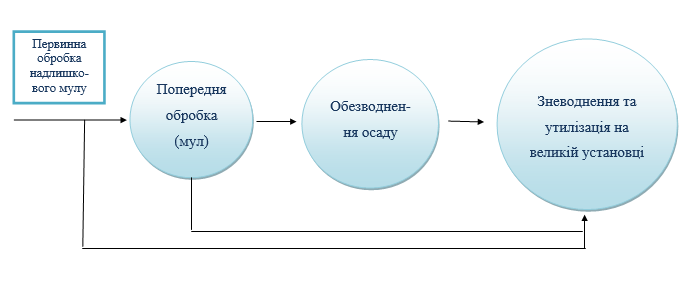 Первинна
обробка
надлишко-
вого мулу
Попередня
обробка
(мул)
Обезводнен-
ня осаду
Зневоднення та
утилізація на
великій установці